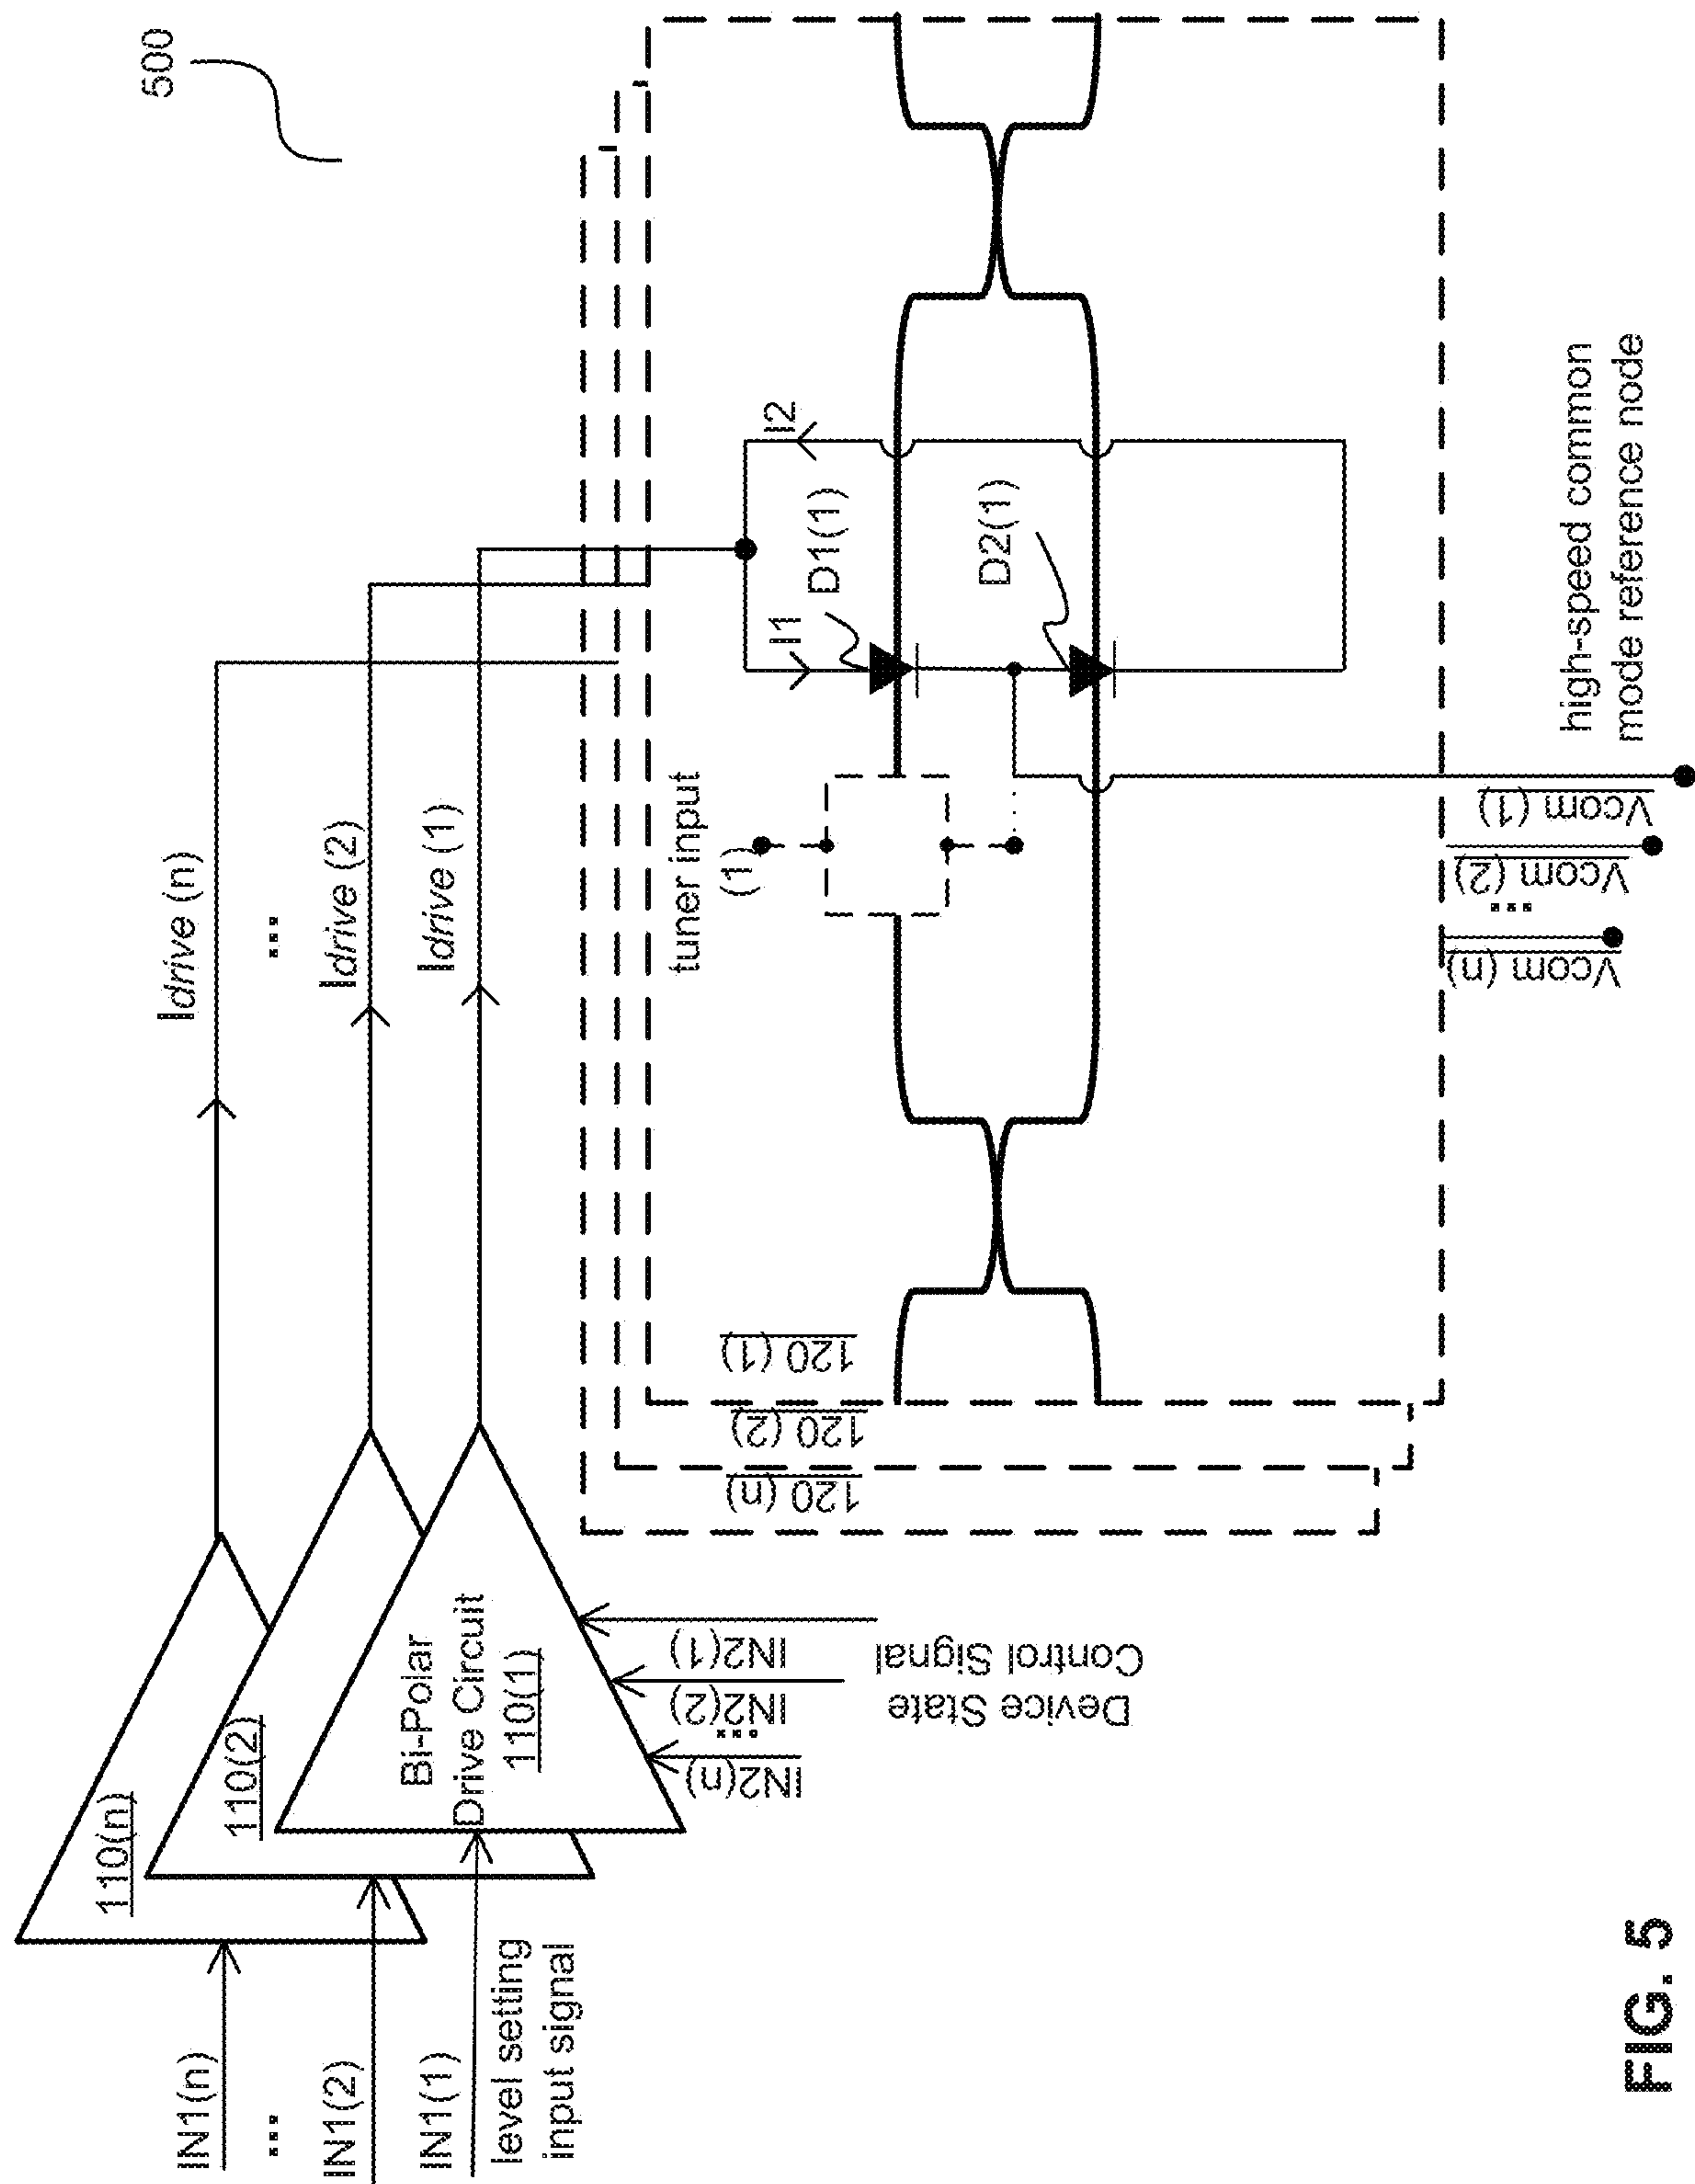 500
110(n)
110(2)
Bi-Polar
Drive Circuit
110(1)
IN1(n)
...
IN1(2)
IN1(1)
level setting
input signal
IN2(n)
...
IN2(2)
IN2(1)
Device State
Control Signal
Idrive (n)
...
Idrive (2)
Idrive (1)
120 (n)
120 (2)
120 (1)
tuner input
(1)
I1
I2
D1(1)
D2(1)
Vcom (n)
...
Vcom (2)
Vcom (1)
high-speed common
mode reference node
FIG. 5